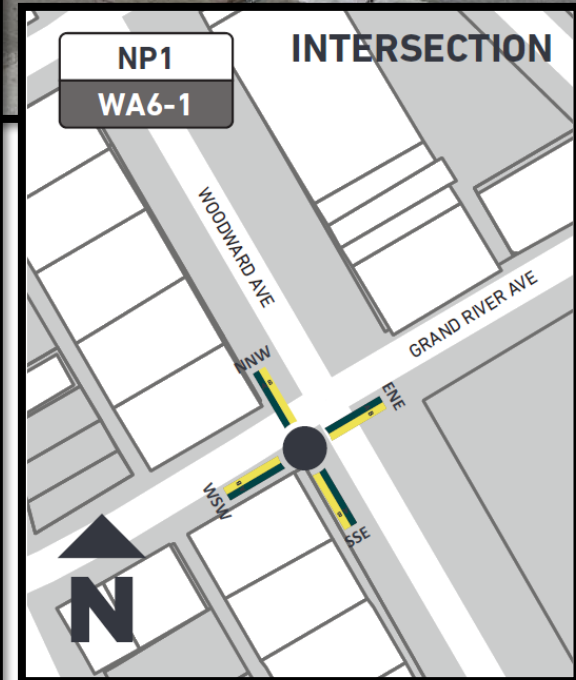 NP1
INTERSECTION
WA6-1
WOODWARD AVE
GRAND RIVER AVE
NNW
ENE
WSW
SSE
N